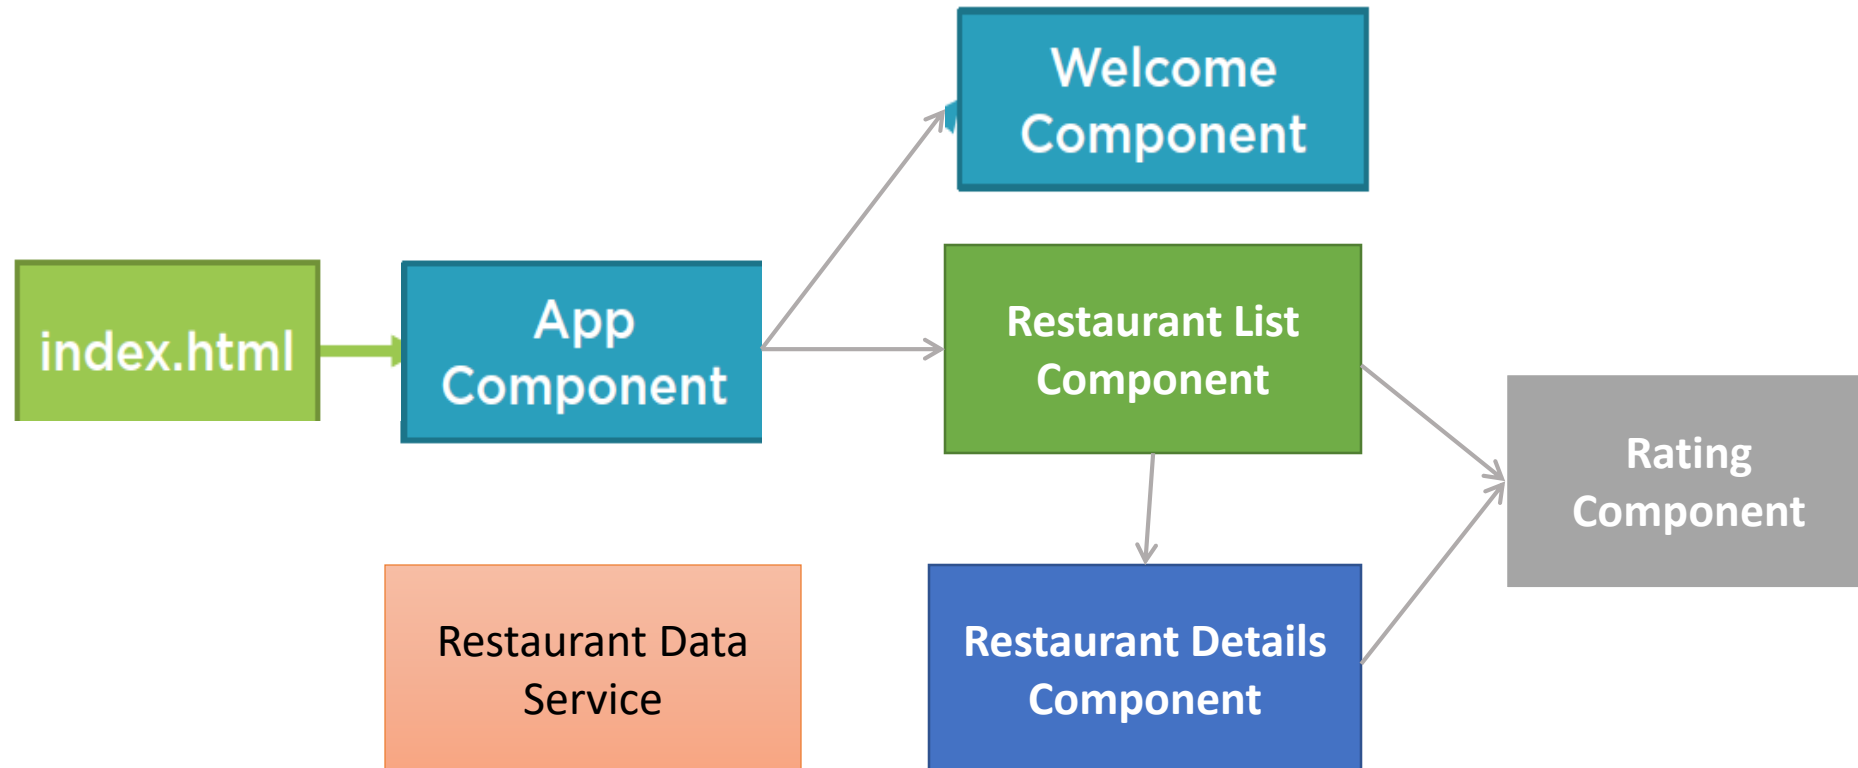 Welcome
Component
index.html
App
Component
Restaurant List
Component
Rating
Component
Restaurant Data
Service
Restaurant Details
Component